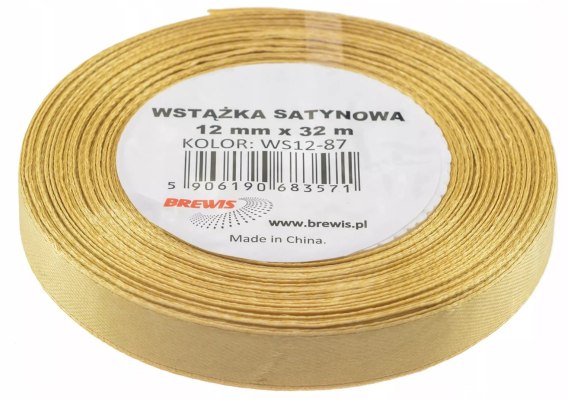 WSTĄŻKA SATYNOWA
12 mm x 32 m
KOLOR: WS12-87
5 906190 683571
BREWIS
www.brewis.pl
Made in China.